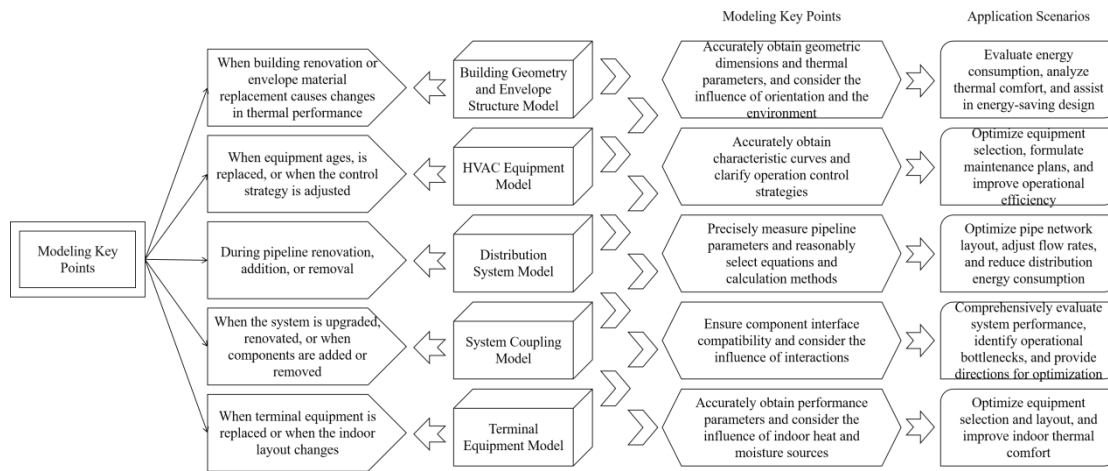 Modeling Key Points
Application Scenarios
When building renovation or
envelope material
replacement causes changes
in thermal performance
Building Geometry
and Envelope
Structure Model
Accurately obtain geometric
dimensions and thermal
parameters, and consider the
influence of orientation and the
environment
Evaluate energy
consumption, analyze
thermal comfort, and assist
in energy-saving design
When equipment ages, is
replaced, or when the control
strategy is adjusted
HVAC Equipment
Model
Accurately obtain
characteristic curves and
clarify operation control
strategies
Optimize equipment
selection, formulate
maintenance plans, and
improve operational
efficiency
Modeling Key
Points
During pipeline renovation,
addition, or removal
Distribution
System Model
Precisely measure pipeline
parameters and reasonably
select equations and
calculation methods
Optimize pipe network
layout, adjust flow rates,
and reduce distribution
energy consumption
When the system is upgraded,
renovated, or when
components are added or
removed
System Coupling
Model
Ensure component interface
compatibility and consider the
influence of interactions
Comprehensively evaluate
system performance,
identify operational
bottlenecks, and provide
directions for optimization
When terminal equipment is
replaced or when the indoor
layout changes
Terminal
Equipment Model
Accurately obtain performance
parameters and consider the
influence of indoor heat and
moisture sources
Optimize equipment
selection and layout, and
improve indoor thermal
comfort